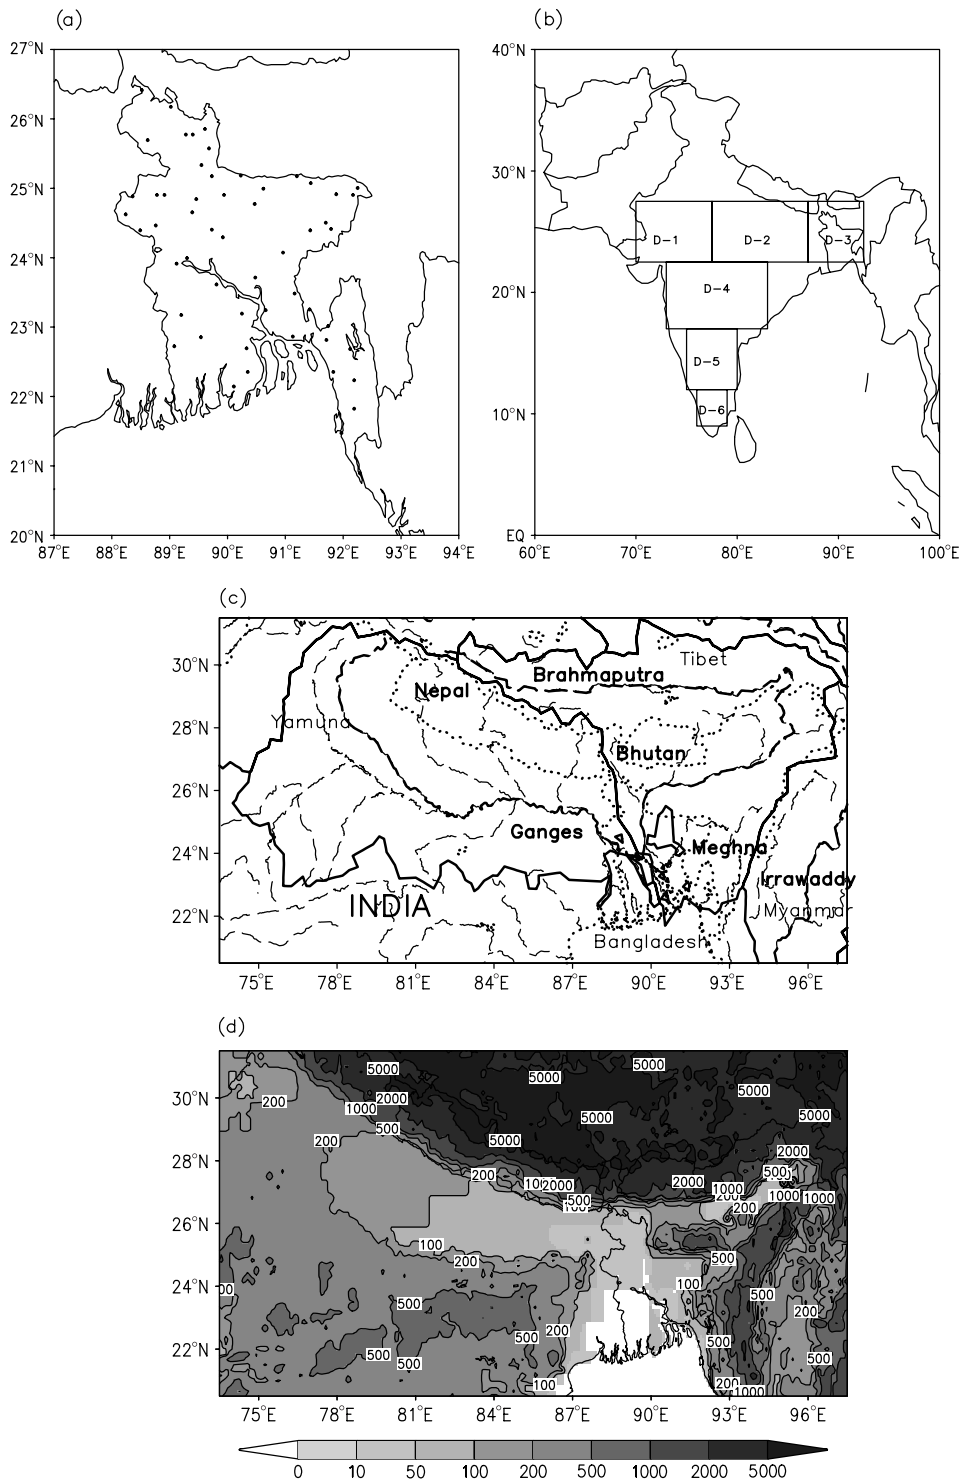 (a)
27°N
26°N
25°N
24°N
23°N
22°N
21°N
20°N
87°E 88°E 89°E 90°E 91°E 92°E 93°E 94°E
(b)
40°N
30°N
20°N
10°N
EQ
60°E 70°E 80°E 90°E 100°E
D-1 D-2 D-3
D-4
D-5
D-6
(c)
30°N
28°N
26°N
24°N
22°N
75°E 78°E 81°E 84°E 87°E 90°E 93°E 96°E
Tibet
Brahmaputra
Nepal
Yamuna
Bhutan
Ganges
Meghna
Irrawaddy
INDIA
Myanmar
Bangladesh
(d)
30°N
28°N
26°N
24°N
22°N
75°E 78°E 81°E 84°E 87°E 90°E 93°E 96°E
5000 5000 5000
5000
200 1000 2000 5000 5000
500
200 5000
2000
200 2000 2000 500
500 1000 1000 1000
200
100
200 500
100
500 500 200
200
500 500
500 500 500
100 200 1000
0 10 50 100 200 500 1000 2000 5000